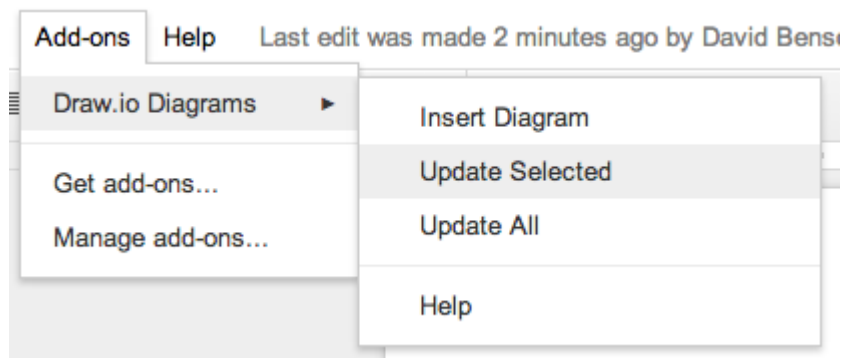 Add-ons Help Last edit was made 2 minutes ago by David
Draw.io Diagrams ►
Get add-ons...
Manage add-ons...
Insert Diagram
Update Selected
Update All
Help